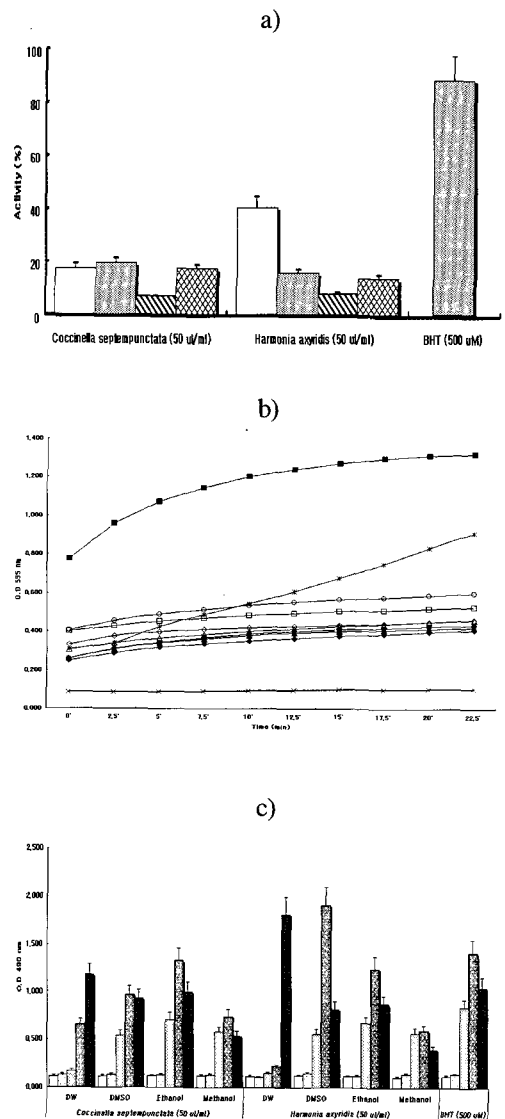 a)
Activity (%)
100
80
60
40
20
0
Coccinella septempunctata (50 ul/ml) Harmonia axyridis (50 ul/ml) BHT (500 uM)
b)
O.D 595 nm
1,400
1,200
1,000
0,800
0,600
0,400
0,200
0,000
0' 2,5' 5' 7,5' 10' 12,5' 15' 17,5' 20' 22,5'
Time (min)
c)
O.D 490 nm
2,500
2,000
1,500
1,000
0,500
0,000
DW DMSO Ethanol Methanol DW DMSO Ethanol Methanol
Coccinella septempunctata (50 ul/ml) Harmonia axyridis (50 ul/ml) BHT (500 uM)